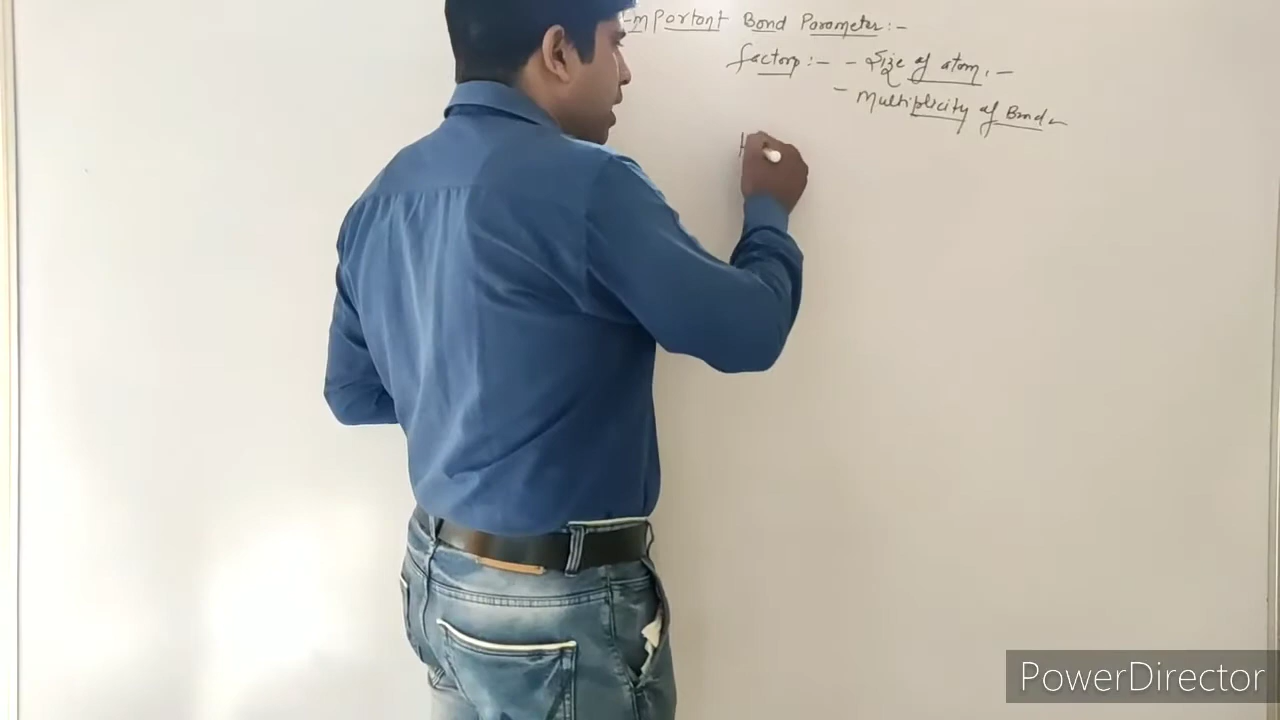 Important Bond Parameter :-
factors :- - Size of atom. -
- Multiplicity of Bond
H
PowerDirector